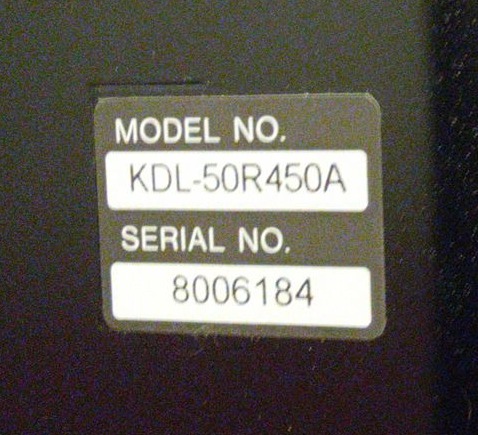 MODEL NO.
KDL-50R450A
SERIAL NO.
8006184